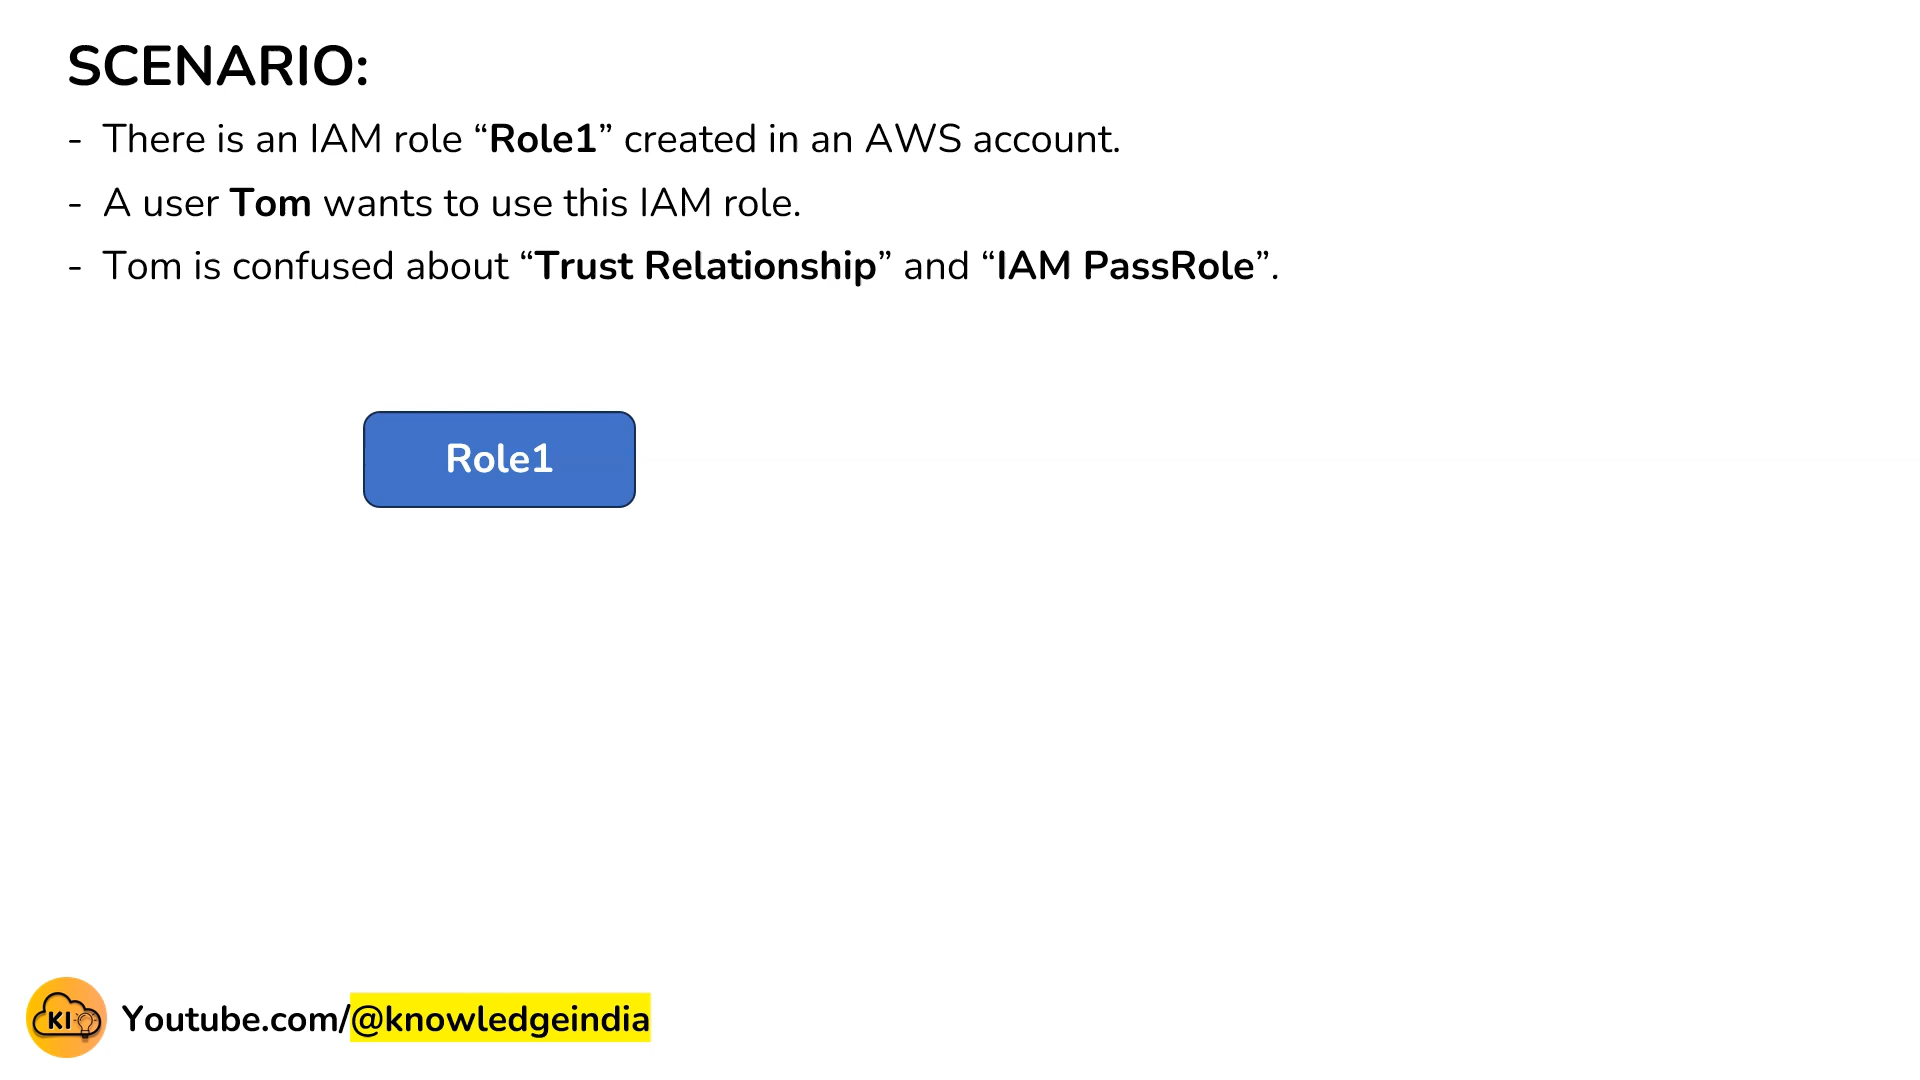 SCENARIO:
- There is an IAM role “Role1” created in an AWS account.
- A user Tom wants to use this IAM role.
- Tom is confused about “Trust Relationship” and “IAM PassRole”.
Role1
KI
Youtube.com/@knowledgeindia